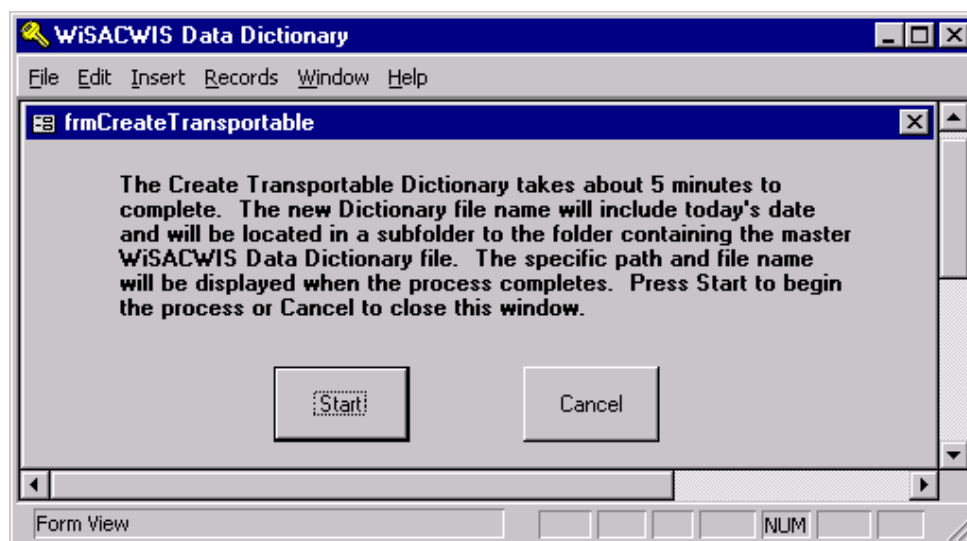 WiSACWIS Data Dictionary
File Edit Insert Records Window Help
frmCreateTransportable
The Create Transportable Dictionary takes about 5 minutes to
complete. The new Dictionary file name will include today's date
and will be located in a subfolder to the folder containing the master
WiSACWIS Data Dictionary file. The specific path and file name
will be displayed when the process completes. Press Start to begin
the process or Cancel to close this window.
Start Cancel
Form View NUM